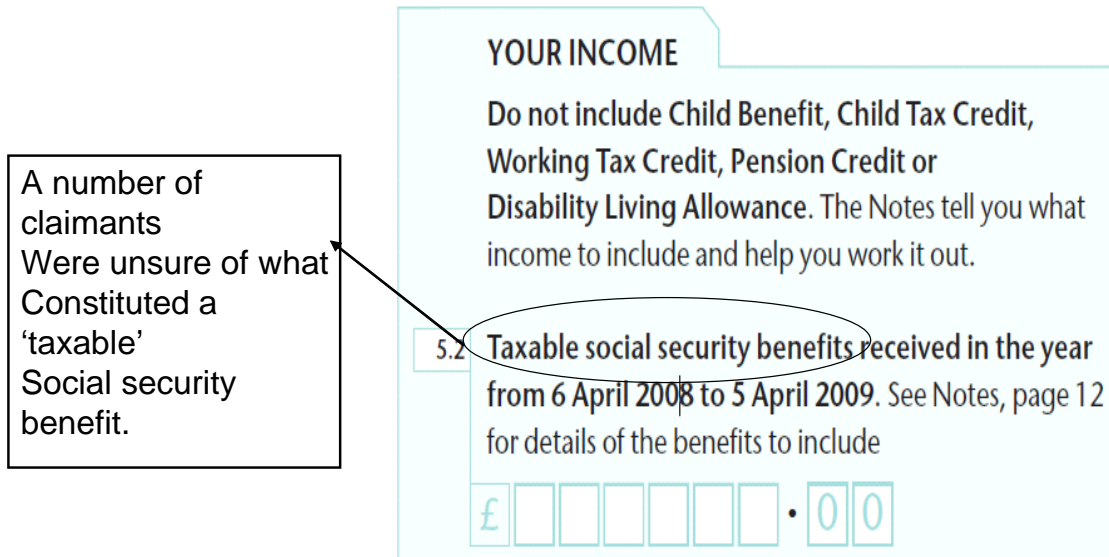 YOUR INCOME
Do not include Child Benefit, Child Tax Credit,
Working Tax Credit, Pension Credit or
Disability Living Allowance. The Notes tell you what
income to include and help you work it out.
A number of
claimants
Were unsure of what
Constituted a
‘taxable’
Social security
benefit.
5.2 Taxable social security benefits received in the year
from 6 April 2008 to 5 April 2009. See Notes, page 12
for details of the benefits to include
£ . 0 0